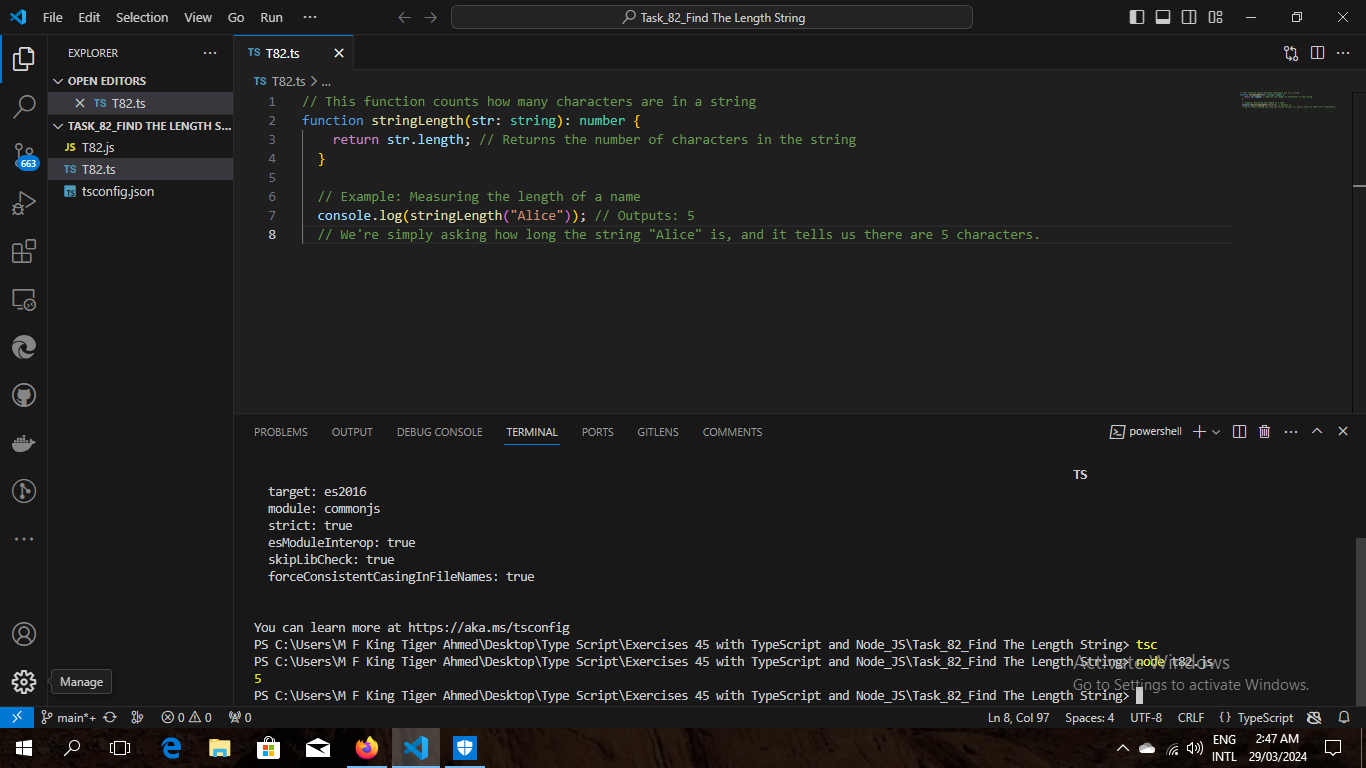 File Edit Selection View Go Run ···
Task_82_Find The Length String
EXPLORER ···
OPEN EDITORS
TS T82.ts
TASK_82_FIND THE LENGTH S...
JS T82.js
TS T82.ts
TS tsconfig.json
663
Manage
TS T82.ts
TS T82.ts > ...
1 // This function counts how many characters are in a string
2 function stringLength(str: string): number {
3 return str.length; // Returns the number of characters in the string
4 }
5
6 // Example: Measuring the length of a name
7 console.log(stringLength("Alice")); // Outputs: 5
8 // We're simply asking how long the string "Alice" is, and it tells us there are 5 characters.
PROBLEMS OUTPUT DEBUG CONSOLE TERMINAL PORTS GITLENS COMMENTS
powershell
TS
target: es2016
module: commonjs
strict: true
esModuleInterop: true
skipLibCheck: true
forceConsistentCasingInFileNames: true
You can learn more at https://aka.ms/tsconfig
PS C:\Users\M F King Tiger Ahmed\Desktop\Type Script\Exercises 45 with TypeScript and Node_JS\Task_82_Find The Length String> tsc
PS C:\Users\M F King Tiger Ahmed\Desktop\Type Script\Exercises 45 with TypeScript and Node_JS\Task_82_Find The Length String> node t82.js
5
PS C:\Users\M F King Tiger Ahmed\Desktop\Type Script\Exercises 45 with TypeScript and Node_JS\Task_82_Find The Length String>
Activate Windows
Go to Settings to activate Windows.
main*+ 0 0 0 Ln 8, Col 97 Spaces: 4 UTF-8 CRLF {} TypeScript
ENG
INTL
2:47 AM
29/03/2024